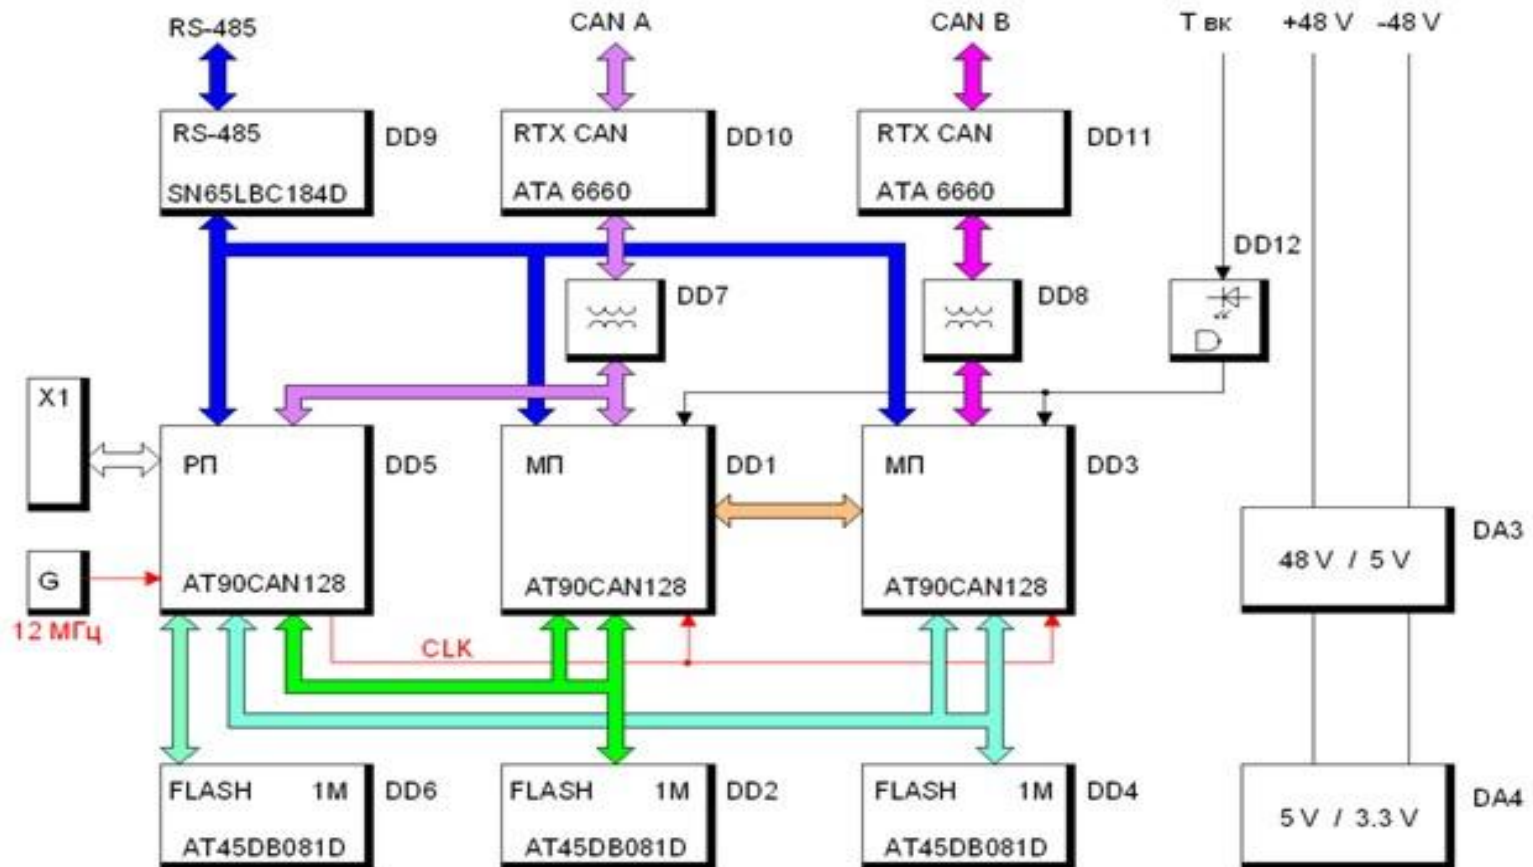 RS-485
CAN A
CAN B
Т вк
+48 V
-48 V
RS-485
SN65LBC184D
DD9
RTX CAN
ATA 6660
DD10
RTX CAN
ATA 6660
DD11
DD12
DD7
DD8
X1
РП
AT90CAN128
DD5
МП
AT90CAN128
DD1
МП
AT90CAN128
DD3
48 V / 5 V
DA3
G
12 МГц
CLK
FLASH 1M
AT45DB081D
DD6
FLASH 1M
AT45DB081D
DD2
FLASH 1M
AT45DB081D
DD4
5 V / 3.3 V
DA4